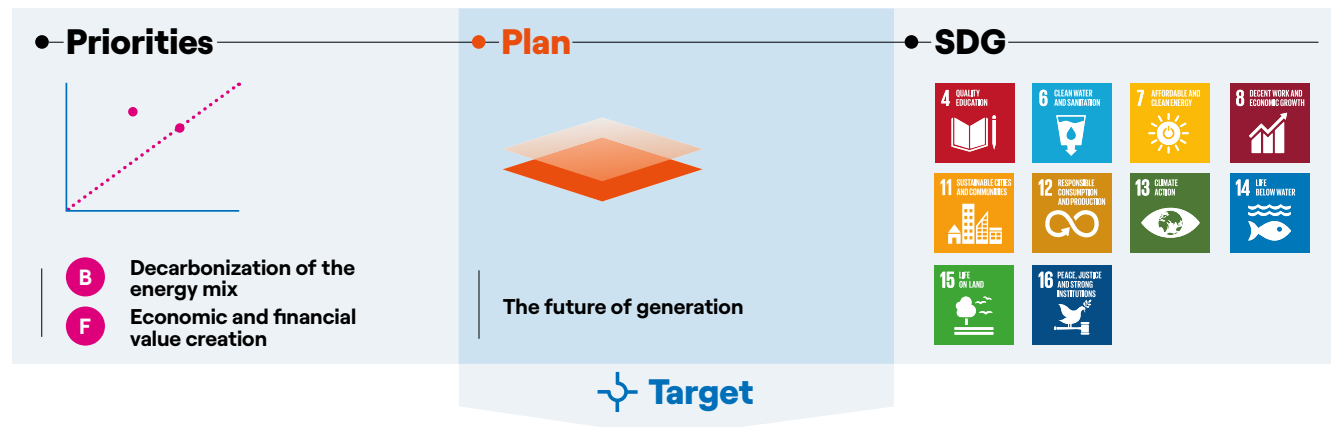 Priorities
Plan
SDG
B
Decarbonization of the
energy mix
F
Economic and financial
value creation
The future of generation
4 QUALITY
EDUCATION
6 CLEAN WATER
AND SANITATION
7 AFFORDABLE AND
CLEAN ENERGY
8 DECENT WORK AND
ECONOMIC GROWTH
11 SUSTAINABLE CITIES
AND COMMUNITIES
12 RESPONSIBLE
CONSUMPTION
AND PRODUCTION
13 CLIMATE
ACTION
14 LIFE
BELOW WATER
15 LIFE
ON LAND
16 PEACE, JUSTICE
AND STRONG
INSTITUTIONS
Target